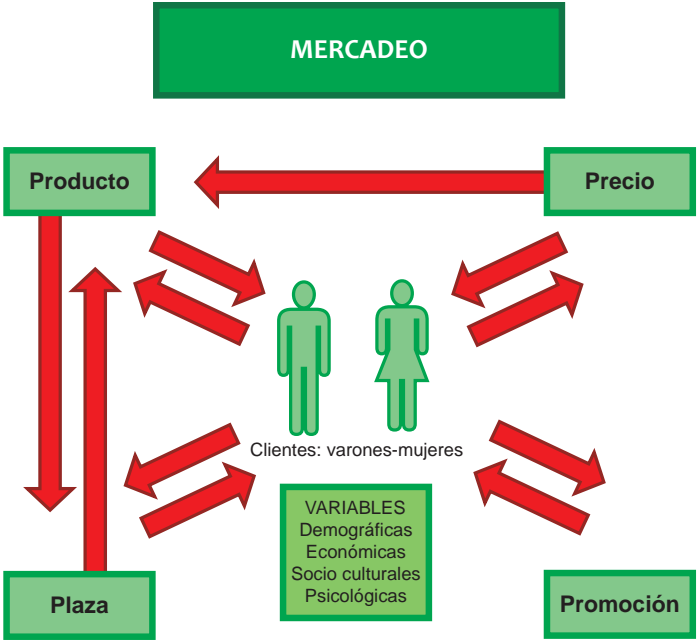 MERCADEO
Producto
Precio
Clientes: varones-mujeres
VARIABLES
Demográficas
Económicas
Socio culturales
Psicológicas
Plaza
Promoción